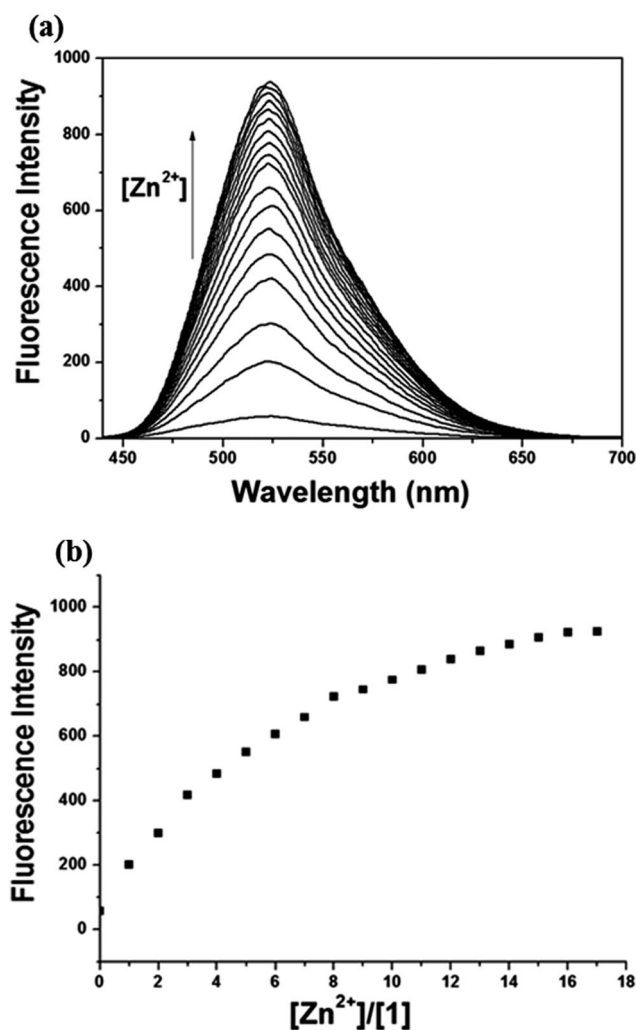 (a)
Fluorescence Intensity
1000
800
600
400
200
0
[Zn²⁺]
450 500 550 600 650 700
Wavelength (nm)
(b)
Fluorescence Intensity
1000
800
600
400
200
0
0 2 4 6 8 10 12 14 16 18
[Zn²⁺]/[1]